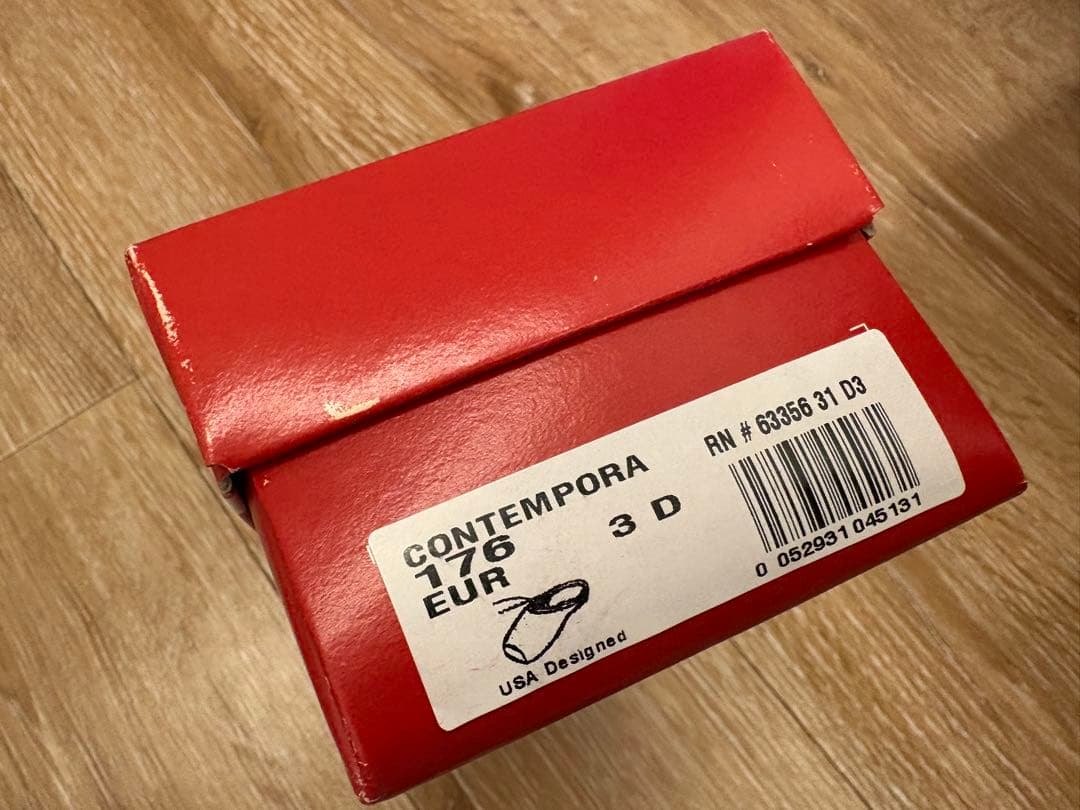 CONTEMPORA
176
EUR
3 D
RN # 63356 31 D3
0 052931 045131
USA Designed